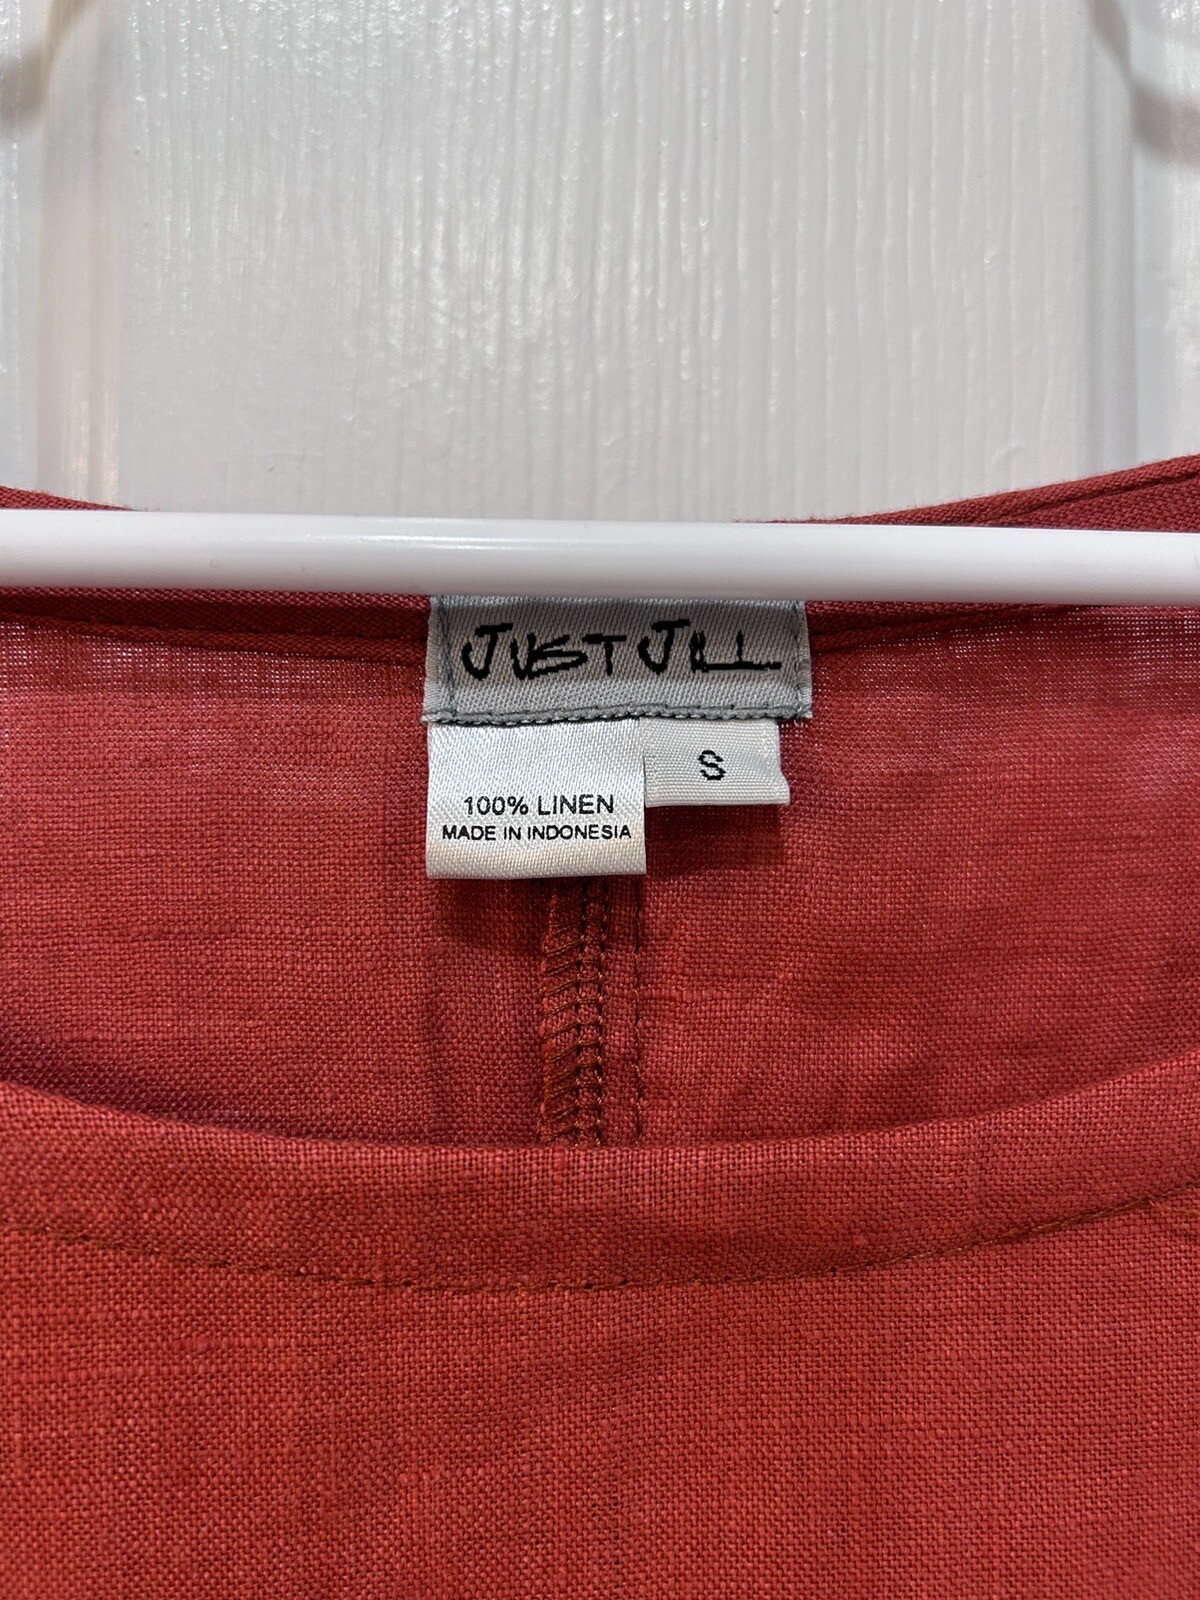 JUST JILL
S
100% LINEN
MADE IN INDONESIA